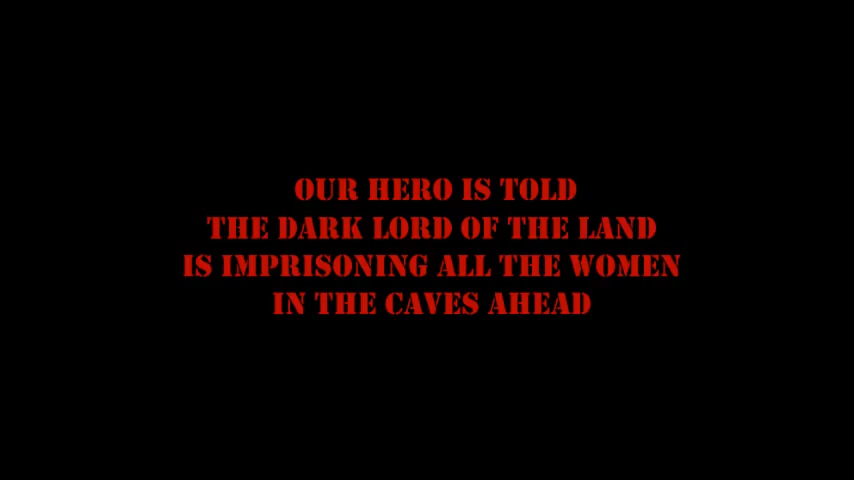 OUR HERO IS TOLD
THE DARK LORD OF THE LAND
IS IMPRISONING ALL THE WOMEN
IN THE CAVES AHEAD